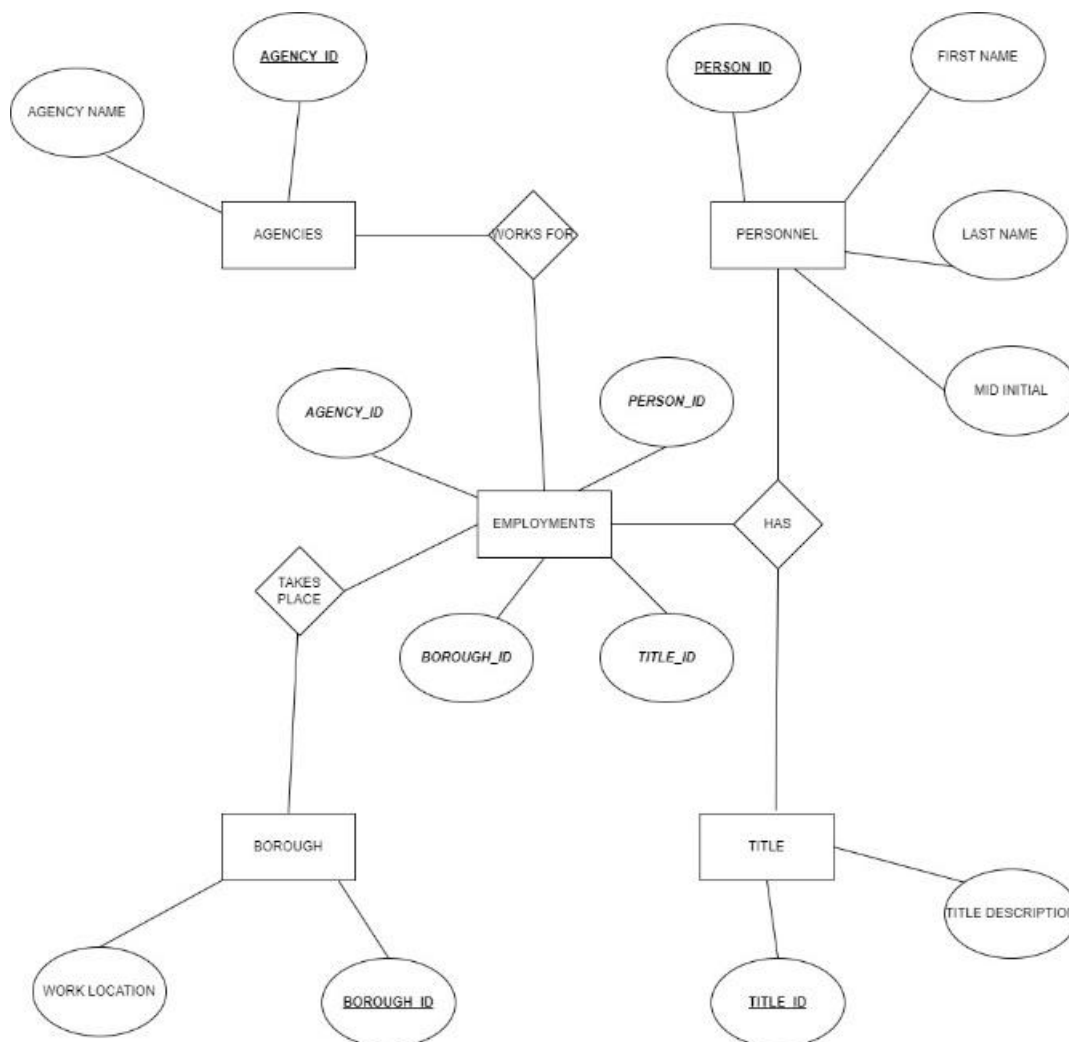 AGENCY_ID
PERSON_ID
FIRST NAME
AGENCY NAME
AGENCIES
WORKS FOR
PERSONNEL
LAST NAME
MID INITIAL
AGENCY_ID
PERSON_ID
EMPLOYMENTS
HAS
TAKES
PLACE
BOROUGH_ID
TITLE_ID
BOROUGH
TITLE
TITLE DESCRIPTION
WORK LOCATION
BOROUGH_ID
TITLE_ID